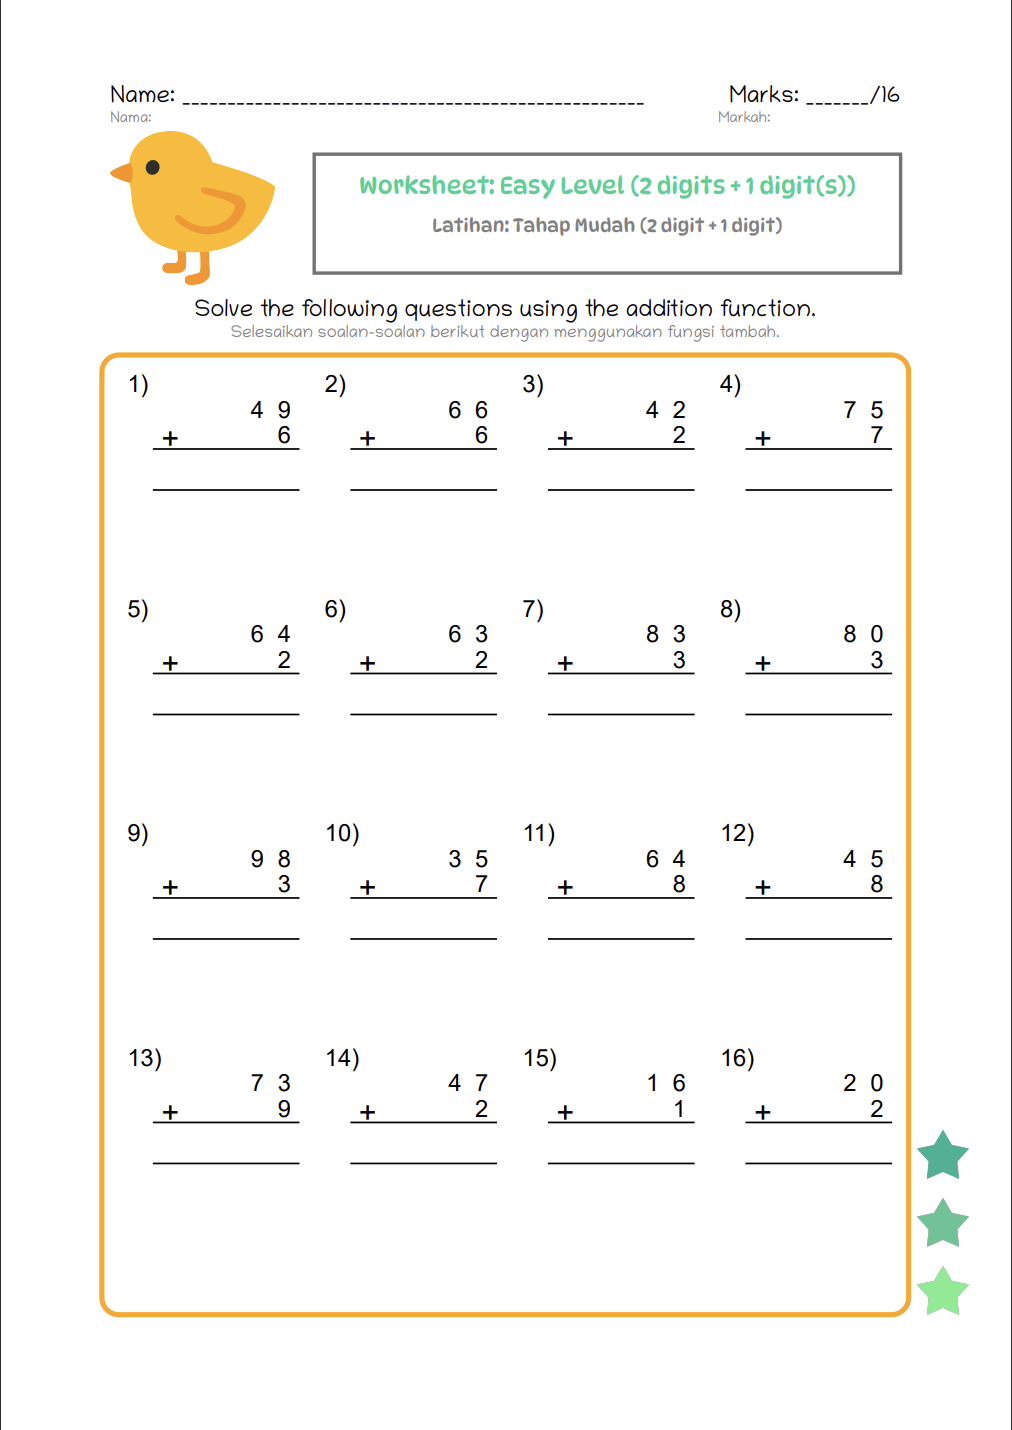 Name: _______________________________________________ Marks: _______/16
Nama: Markah:
Worksheet: Easy Level (2 digits + 1 digit(s))
Latihan: Tahap Mudah (2 digit + 1 digit)
Solve the following questions using the addition function.
Selesaikan soalan-soalan berikut dengan menggunakan fungsi tambah.
1) 2) 3) 4)
4 9 6 6 4 2 7 5
+ 6 + 6 + 2 + 7
5) 6) 7) 8)
6 4 6 3 8 3 8 0
+ 2 + 2 + 3 + 3
9) 10) 11) 12)
9 8 3 5 6 4 4 5
+ 3 + 7 + 8 + 8
13) 14) 15) 16)
7 3 4 7 1 6 2 0
+ 9 + 2 + 1 + 2